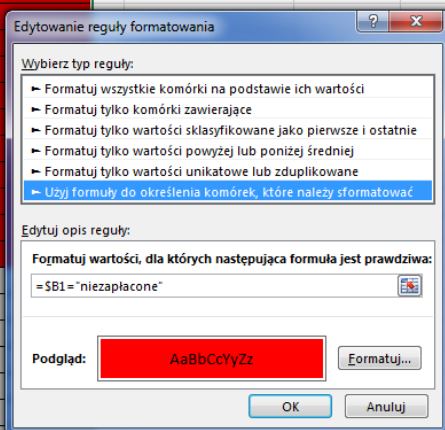 Edytowanie reguły formatowania
Wybierz typ reguły:
► Formatuj wszystkie komórki na podstawie ich wartości
► Formatuj tylko komórki zawierające
► Formatuj tylko wartości sklasyfikowane jako pierwsze i ostatnie
► Formatuj tylko wartości powyżej lub poniżej średniej
► Formatuj tylko wartości unikatowe lub zduplikowane
► Użyj formuły do określenia komórek, które należy sformatować
Edytuj opis reguły:
Formatuj wartości, dla których następująca formuła jest prawdziwa:
=$B1="niezapłacone"
Podgląd: AaBbCcYyZz Formatuj...
OK Anuluj